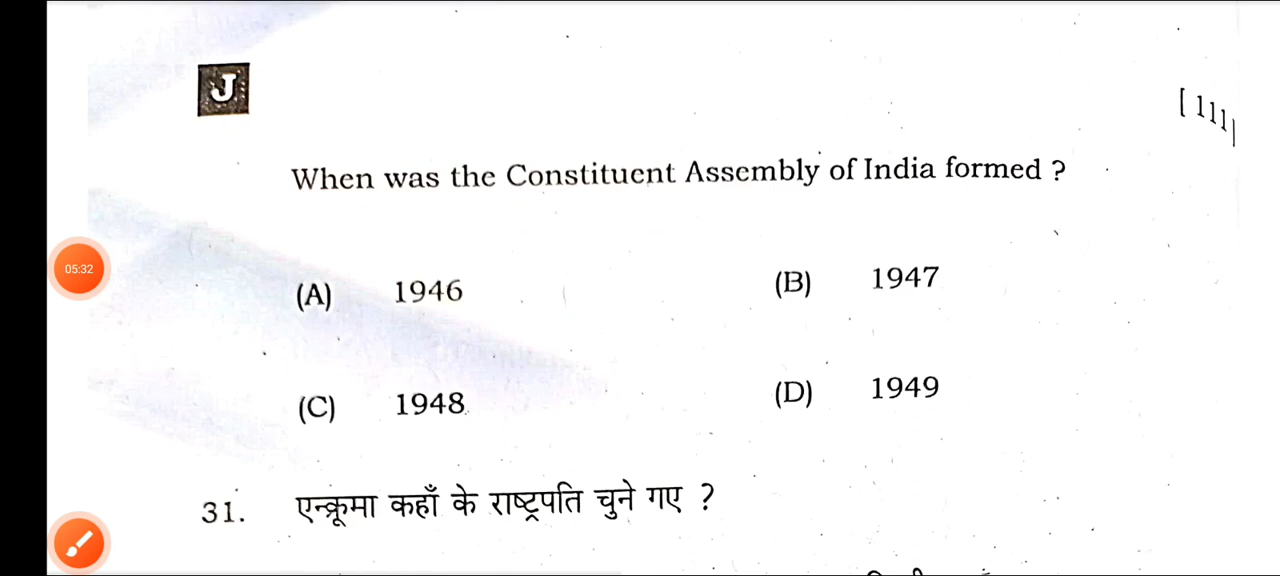 J
[ 111
When was the Constituent Assembly of India formed ?
(A) 1946 (B) 1947
05:32
(C) 1948 (D) 1949
31. एन्क्रूमा कहाँ के राष्ट्रपति चुने गए ?